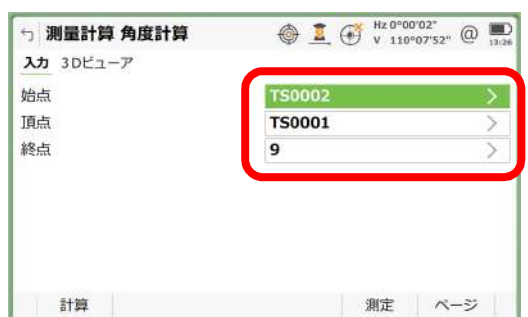 測量計算 角度計算
Hz 0°00'02"
V 110°07'52"
@
13:26
入力 3Dビューア
始点 TS0002
頂点 TS0001
終点 9
計算 測定 ページ